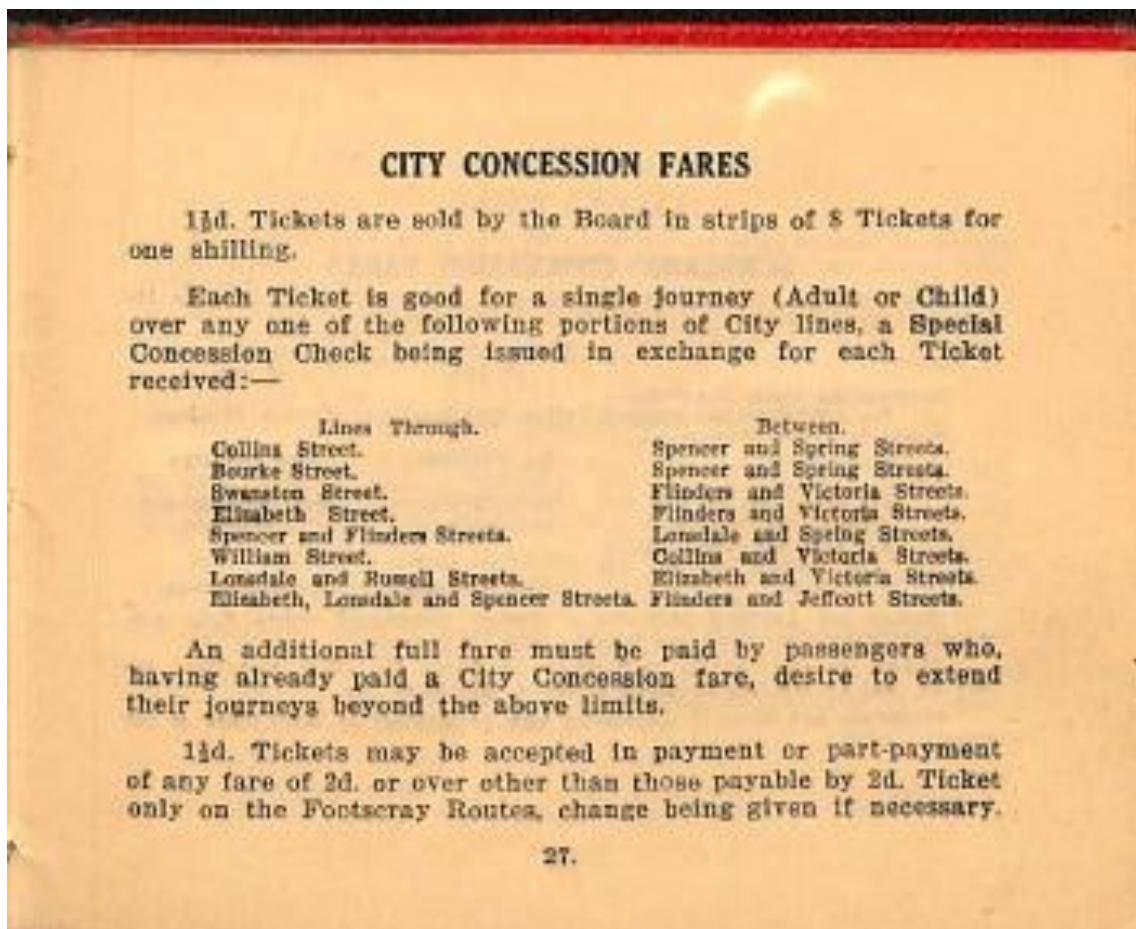 CITY CONCESSION FARES
1½d. Tickets are sold by the Board in strips of 8 Tickets for
one shilling.
Each Ticket is good for a single journey (Adult or Child)
over any one of the following portions of City lines, a Special
Concession Check being issued in exchange for each Ticket
received:—
Lines Through. Between.
Collins Street. Spencer and Spring Streets.
Bourke Street. Spencer and Spring Streets.
Swanston Street. Flinders and Victoria Streets.
Elizabeth Street. Flinders and Victoria Streets.
Spencer and Flinders Streets. Lonsdale and Spring Streets.
William Street. Collins and Victoria Streets.
Lonsdale and Russell Streets. Elizabeth and Victoria Streets.
Elizabeth, Lonsdale and Spencer Streets. Flinders and Jeffcott Streets.
An additional full fare must be paid by passengers who,
having already paid a City Concession fare, desire to extend
their journeys beyond the above limits.
1½d. Tickets may be accepted in payment or part-payment
of any fare of 2d. or over other than those payable by 2d. Ticket
only on the Footscray Routes, change being given if necessary.
27.